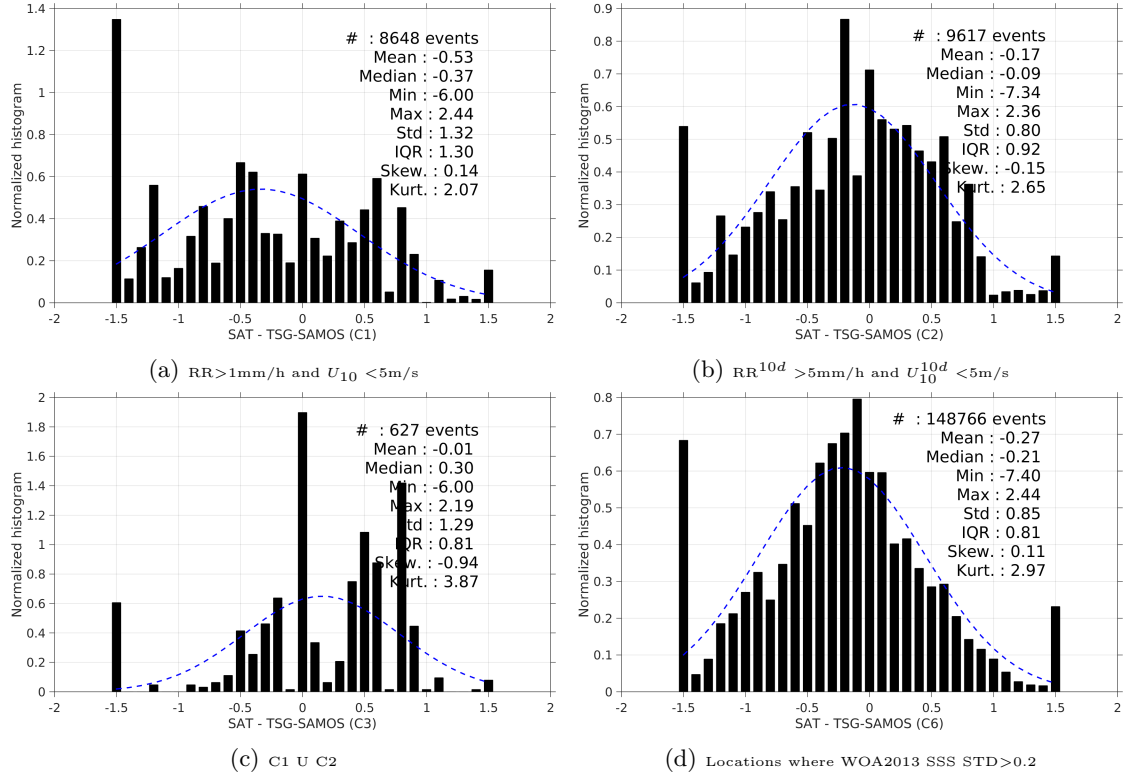 1.4
1.2
1
0.8
0.6
0.4
0.2
0
Normalized histogram
# : 8648 events
Mean : -0.53
Median : -0.37
Min : -6.00
Max : 2.44
Std : 1.32
IQR : 1.30
Skew. : 0.14
Kurt. : 2.07
-2 -1.5 -1 -0.5 0 0.5 1 1.5 2
SAT - TSG-SAMOS (C1)
(a) RR>1mm/h and U10 <5m/s
0.9
0.8
0.7
0.6
0.5
0.4
0.3
0.2
0.1
0
Normalized histogram
# : 9617 events
Mean : -0.17
Median : -0.09
Min : -7.34
Max : 2.36
Std : 0.80
IQR : 0.92
Skew. : -0.15
Kurt. : 2.65
-2 -1.5 -1 -0.5 0 0.5 1 1.5 2
SAT - TSG-SAMOS (C2)
(b) RR10d >5mm/h and U10 10d <5m/s
2
1.8
1.6
1.4
1.2
1
0.8
0.6
0.4
0.2
0
Normalized histogram
# : 627 events
Mean : -0.01
Median : 0.30
Min : -6.00
Max : 2.19
Std : 1.29
IQR : 0.81
Skew. : -0.94
Kurt. : 3.87
-2 -1.5 -1 -0.5 0 0.5 1 1.5 2
SAT - TSG-SAMOS (C3)
(c) C1 U C2
0.8
0.7
0.6
0.5
0.4
0.3
0.2
0.1
0
Normalized histogram
# : 148766 events
Mean : -0.27
Median : -0.21
Min : -7.40
Max : 2.44
Std : 0.85
IQR : 0.81
Skew. : 0.11
Kurt. : 2.97
-2 -1.5 -1 -0.5 0 0.5 1 1.5 2
SAT - TSG-SAMOS (C6)
(d) Locations where WOA2013 SSS STD>0.2